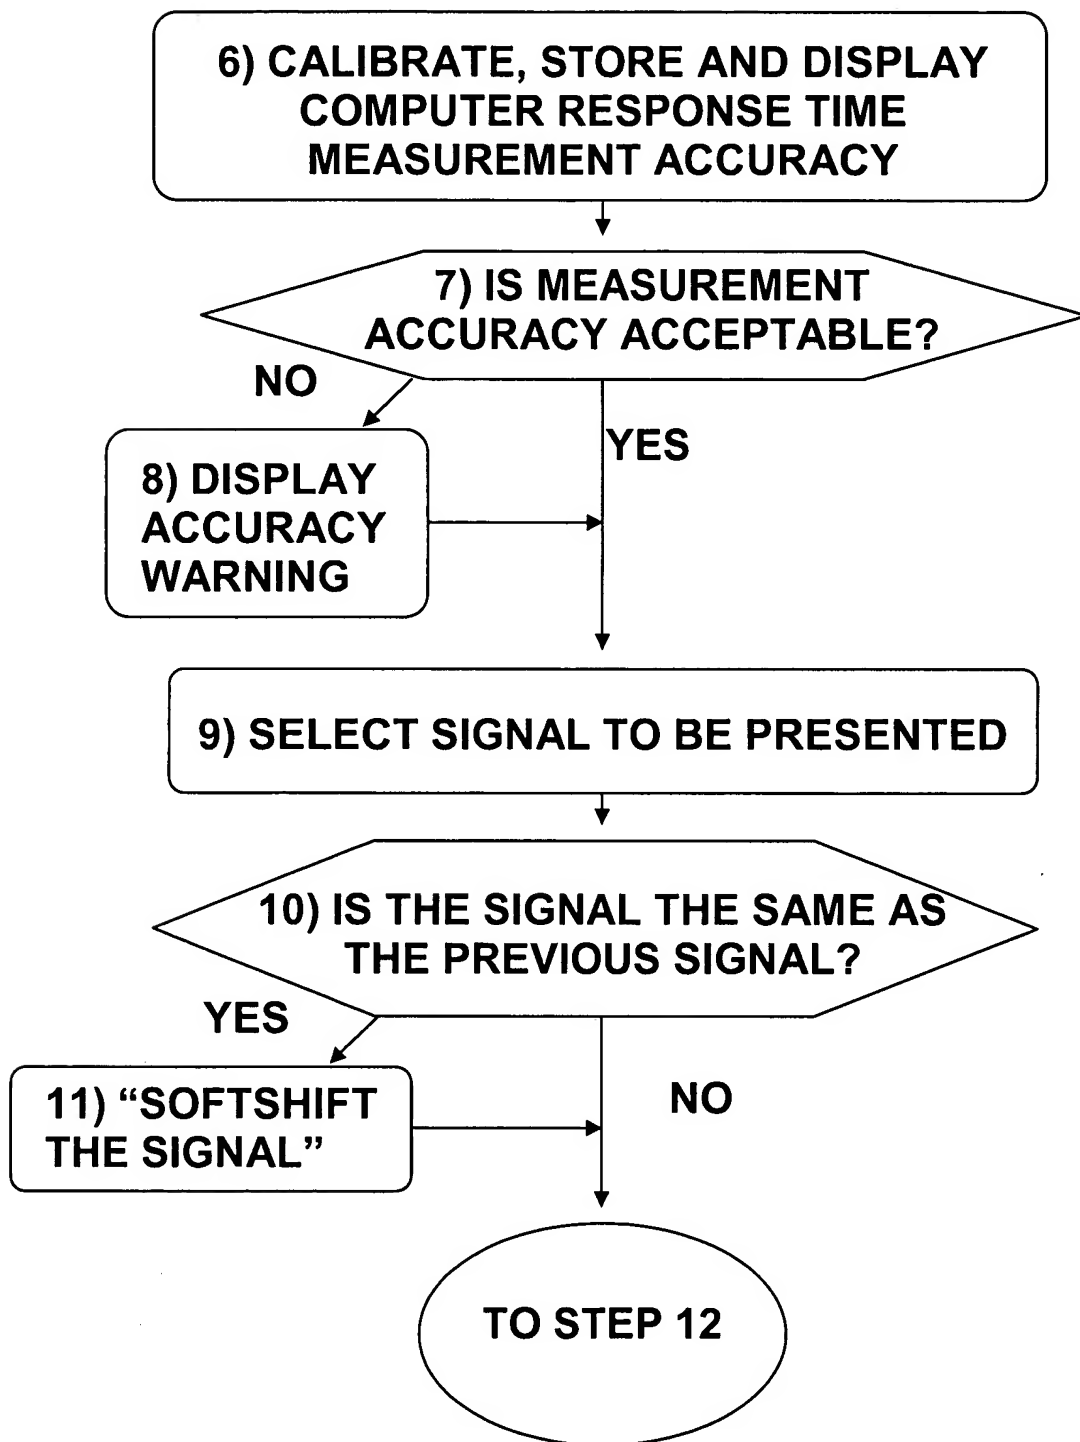 6) CALIBRATE, STORE AND DISPLAY
COMPUTER RESPONSE TIME
MEASUREMENT ACCURACY
7) IS MEASUREMENT
ACCURACY ACCEPTABLE?
NO
YES
8) DISPLAY
ACCURACY
WARNING
9) SELECT SIGNAL TO BE PRESENTED
10) IS THE SIGNAL THE SAME AS
THE PREVIOUS SIGNAL?
YES
NO
11) “SOFTSHIFT
THE SIGNAL”
TO STEP 12